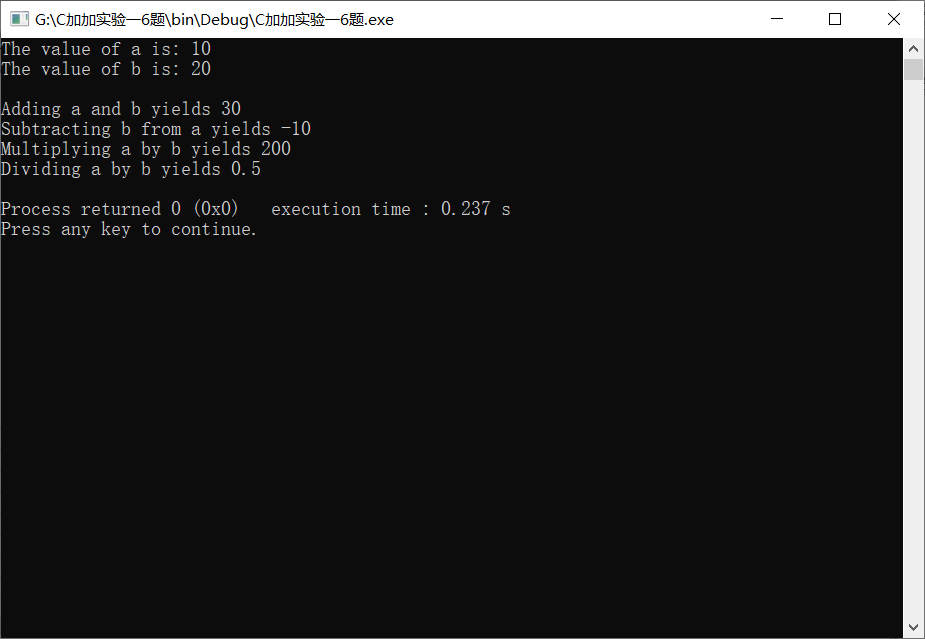 G:\C加加实验一6题\bin\Debug\C加加实验一6题.exe
The value of a is: 10
The value of b is: 20
Adding a and b yields 30
Subtracting b from a yields -10
Multiplying a by b yields 200
Dividing a by b yields 0.5
Process returned 0 (0x0)   execution time : 0.237 s
Press any key to continue.